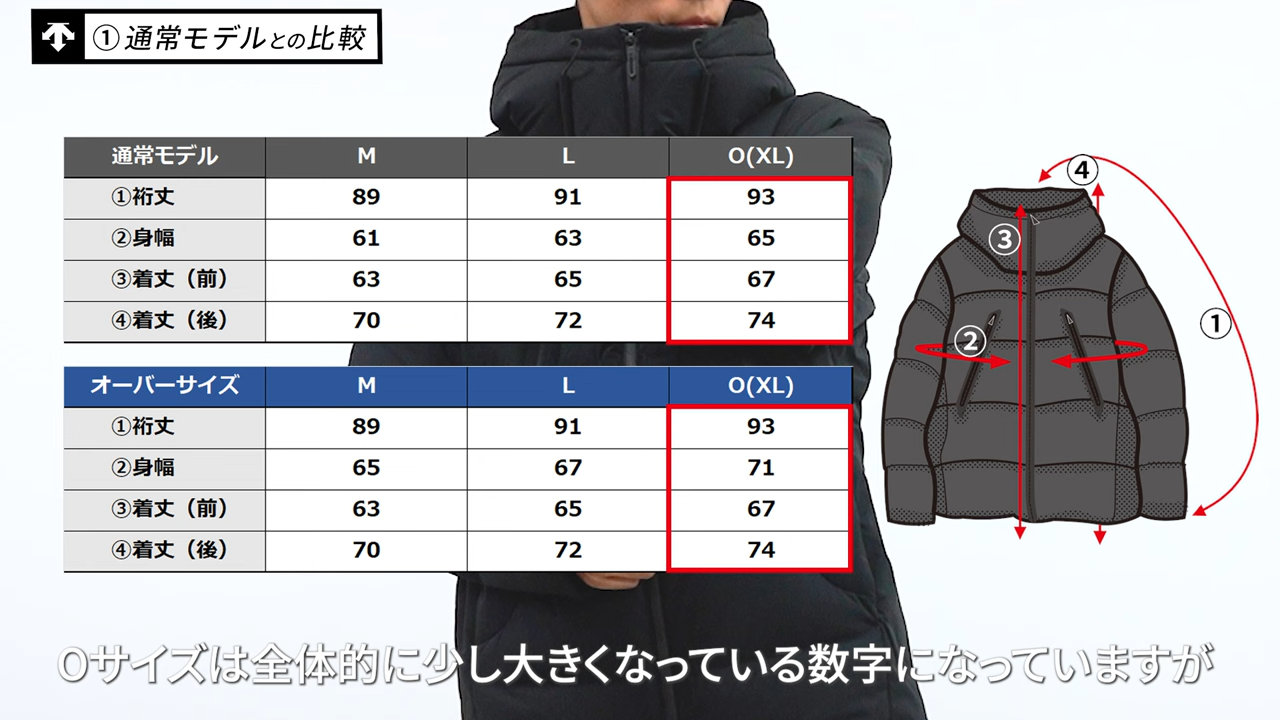 ①通常モデルとの比較
通常モデル M L O(XL)
①裄丈 89 91 93
②身幅 61 63 65
③着丈（前） 63 65 67
④着丈（後） 70 72 74
オーバーサイズ M L O(XL)
①裄丈 89 91 93
②身幅 65 67 71
③着丈（前） 63 65 67
④着丈（後） 70 72 74
④
③
①
②
Oサイズは全体的に少し大きくなっている数字になっていますが